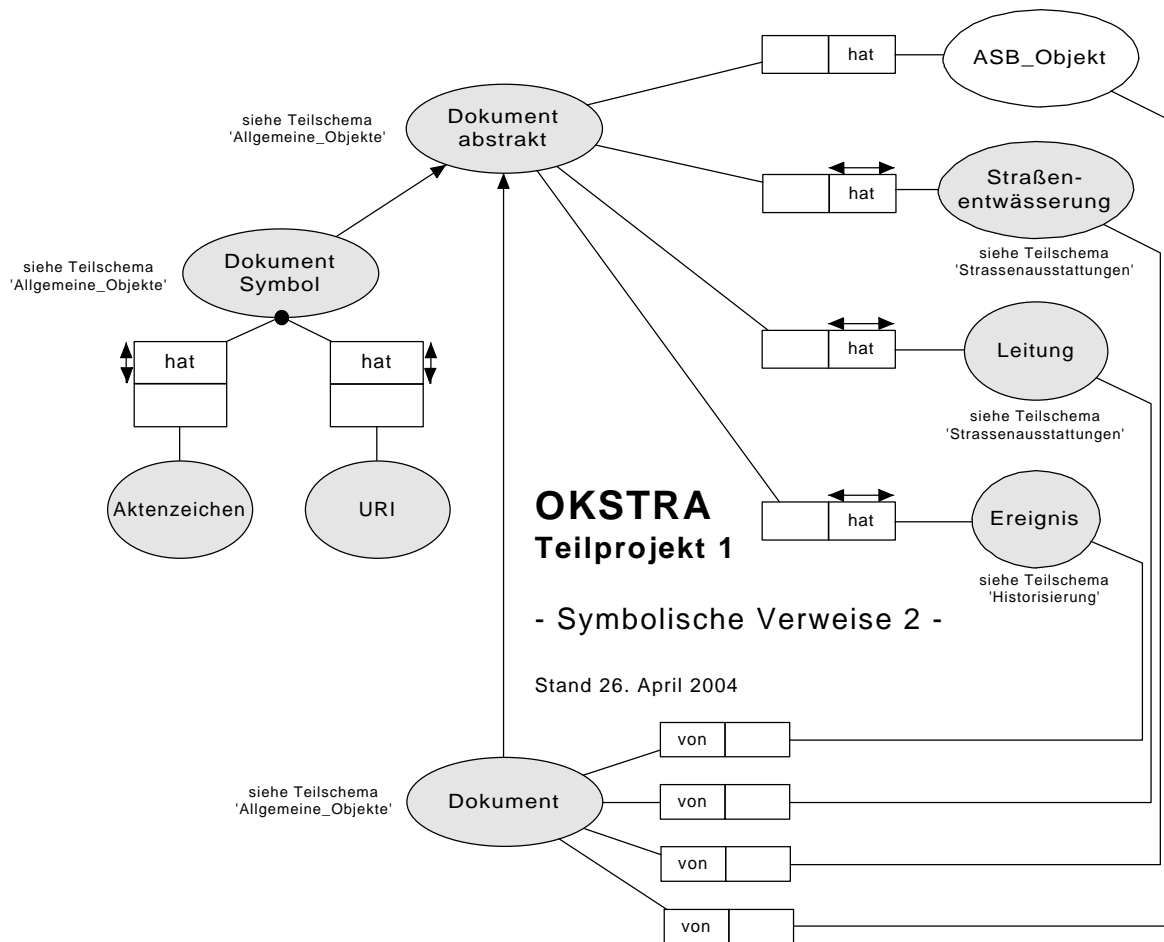 hat
ASB_Objekt
siehe Teilschema
'Allgemeine_Objekte'
Dokument
abstrakt
hat
Straßen-
entwässerung
siehe Teilschema
'Strassenausstattungen'
siehe Teilschema
'Allgemeine_Objekte'
Dokument
Symbol
hat
hat
hat
Leitung
siehe Teilschema
'Strassenausstattungen'
Aktenzeichen
URI
OKSTRA
Teilprojekt 1
hat
Ereignis
siehe Teilschema
'Historisierung'
- Symbolische Verweise 2 -
Stand 26. April 2004
von
siehe Teilschema
'Allgemeine_Objekte'
Dokument
von
von
von